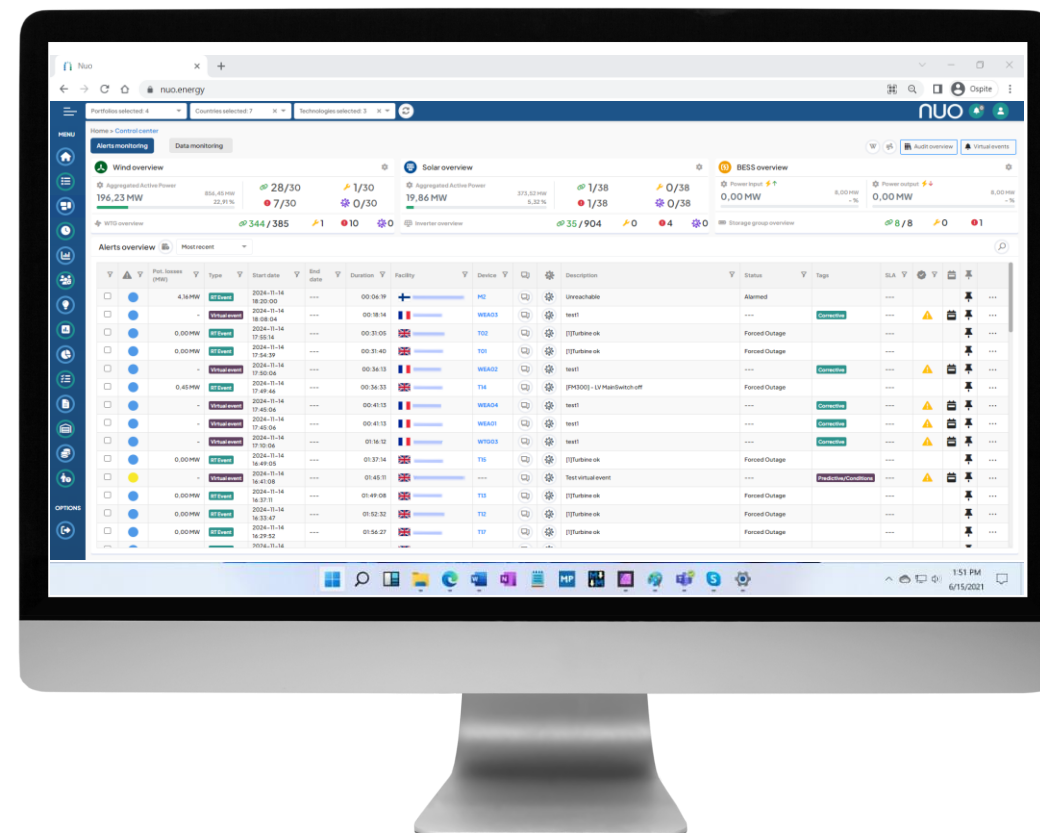 Nuo
nuo.energy
Ospite
Portfolios selected: 4
Countries selected: 7
Technologies selected: 3
nuo
MENU
Home > Control center
Alerts monitoring
Data monitoring
Audit overview
Virtual events
Wind overview
Aggregated Active Power
196,23 MW
856,45 MW
22,91 %
28/30
1/30
7/30
0/30
WTG overview
344 / 385
1
10
0
Solar overview
Aggregated Active Power
19,86 MW
373,52 MW
5,32 %
1/38
0/38
1/38
0/38
Inverter overview
35 / 904
0
4
0
BESS overview
Power input
0,00 MW
0,00 MW
- %
Power output
0,00 MW
0,00 MW
- %
Storage group overview
8 / 8
0
1
Alerts overview
Most recent
Pot. losses (MW) Type Start date End date Duration Facility Device Description Status Tags SLA
4.16 MW RT Event 2024-11-14 18:20:00 --- 00:06:19 M2 Unreachable Alarmed ---
- Virtual event 2024-11-14 18:08:04 --- 00:18:14 WEA03 test1 --- Corrective ---
0.00 MW RT Event 2024-11-14 17:55:14 --- 00:31:05 T02 [1]Turbine ok Forced Outage ---
0.00 MW RT Event 2024-11-14 17:54:39 --- 00:31:40 T01 [1]Turbine ok Forced Outage ---
- Virtual event 2024-11-14 17:50:06 --- 00:36:13 WEA02 test1 --- Corrective ---
0.45 MW RT Event 2024-11-14 17:49:46 --- 00:36:33 T14 [FM300] - LV MainSwitch off Forced Outage ---
- Virtual event 2024-11-14 17:45:06 --- 00:41:13 WEA04 test1 --- Corrective ---
- Virtual event 2024-11-14 17:45:06 --- 00:41:13 WEA01 test1 --- Corrective ---
- Virtual event 2024-11-14 17:10:06 --- 01:16:12 WTG03 test1 --- Corrective ---
0.00 MW RT Event 2024-11-14 16:49:05 --- 01:37:14 T15 [1]Turbine ok Forced Outage ---
- Virtual event 2024-11-14 16:41:08 --- 01:45:11 --- Test virtual event --- Predictive/Conditions ---
0.00 MW RT Event 2024-11-14 16:37:11 --- 01:49:08 T13 [1]Turbine ok Forced Outage ---
0.00 MW RT Event 2024-11-14 16:33:47 --- 01:52:32 T12 [1]Turbine ok Forced Outage ---
0.00 MW RT Event 2024-11-14 16:29:52 --- 01:56:27 T17 [1]Turbine ok Forced Outage ---
2024-11-14
OPTIONS
MP
1:51 PM
6/15/2021